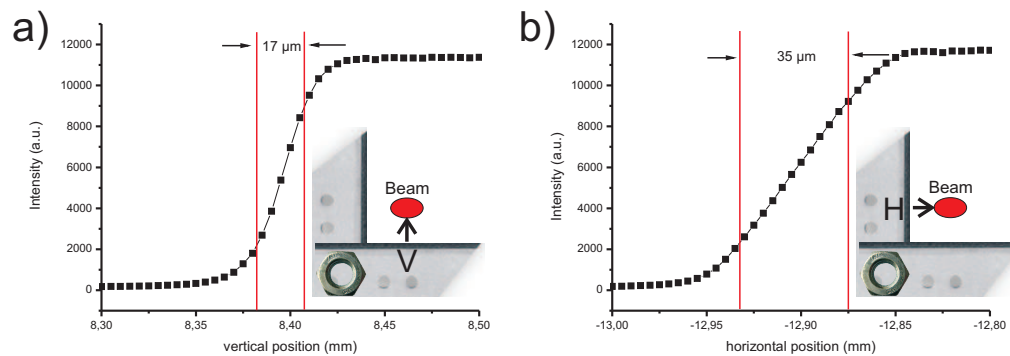 a)
Intensity (a.u.)
12000
10000
8000
6000
4000
2000
0
17 µm
Beam
V
8,30
8,35
8,40
8,45
8,50
vertical position (mm)
b)
Intensity (a.u.)
12000
10000
8000
6000
4000
2000
0
35 µm
Beam
H
-13,00
-12,95
-12,90
-12,85
-12,80
horizontal position (mm)